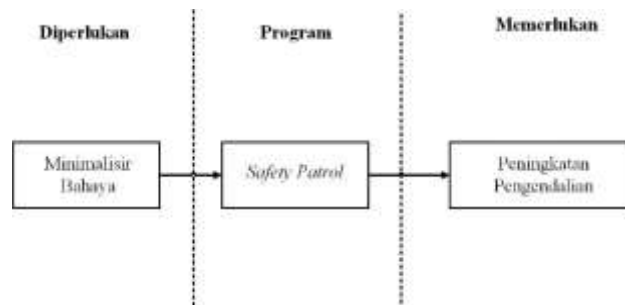 Diperlukan
Program
Memerlukan
Minimalisir
Bahaya
Safety Patrol
Peningkatan
Pengendalian